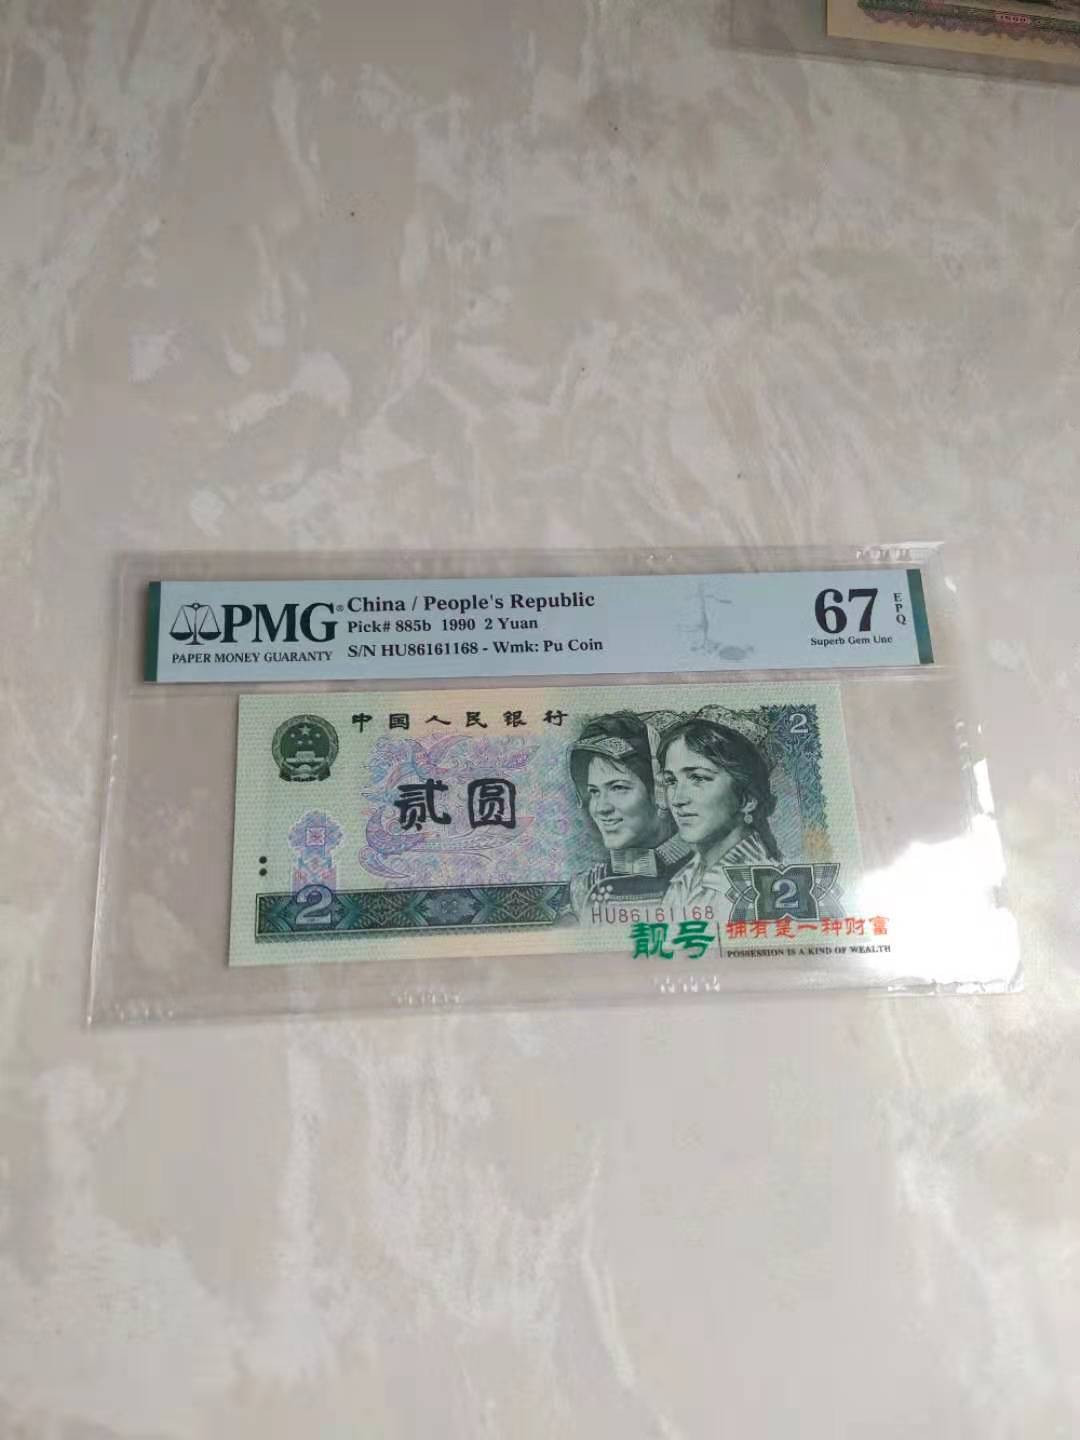 1990
PMG®
PAPER MONEY GUARANTY
China / People's Republic
Pick# 885b 1990 2 Yuan
S/N HU86161168 - Wmk: Pu Coin
67
EPQ
Superb Gem Unc
中国人民银行
2
贰圆
2
2
HU86161168
靓号
拥有是一种财富
POSSESSION IS A KIND OF WEALTH